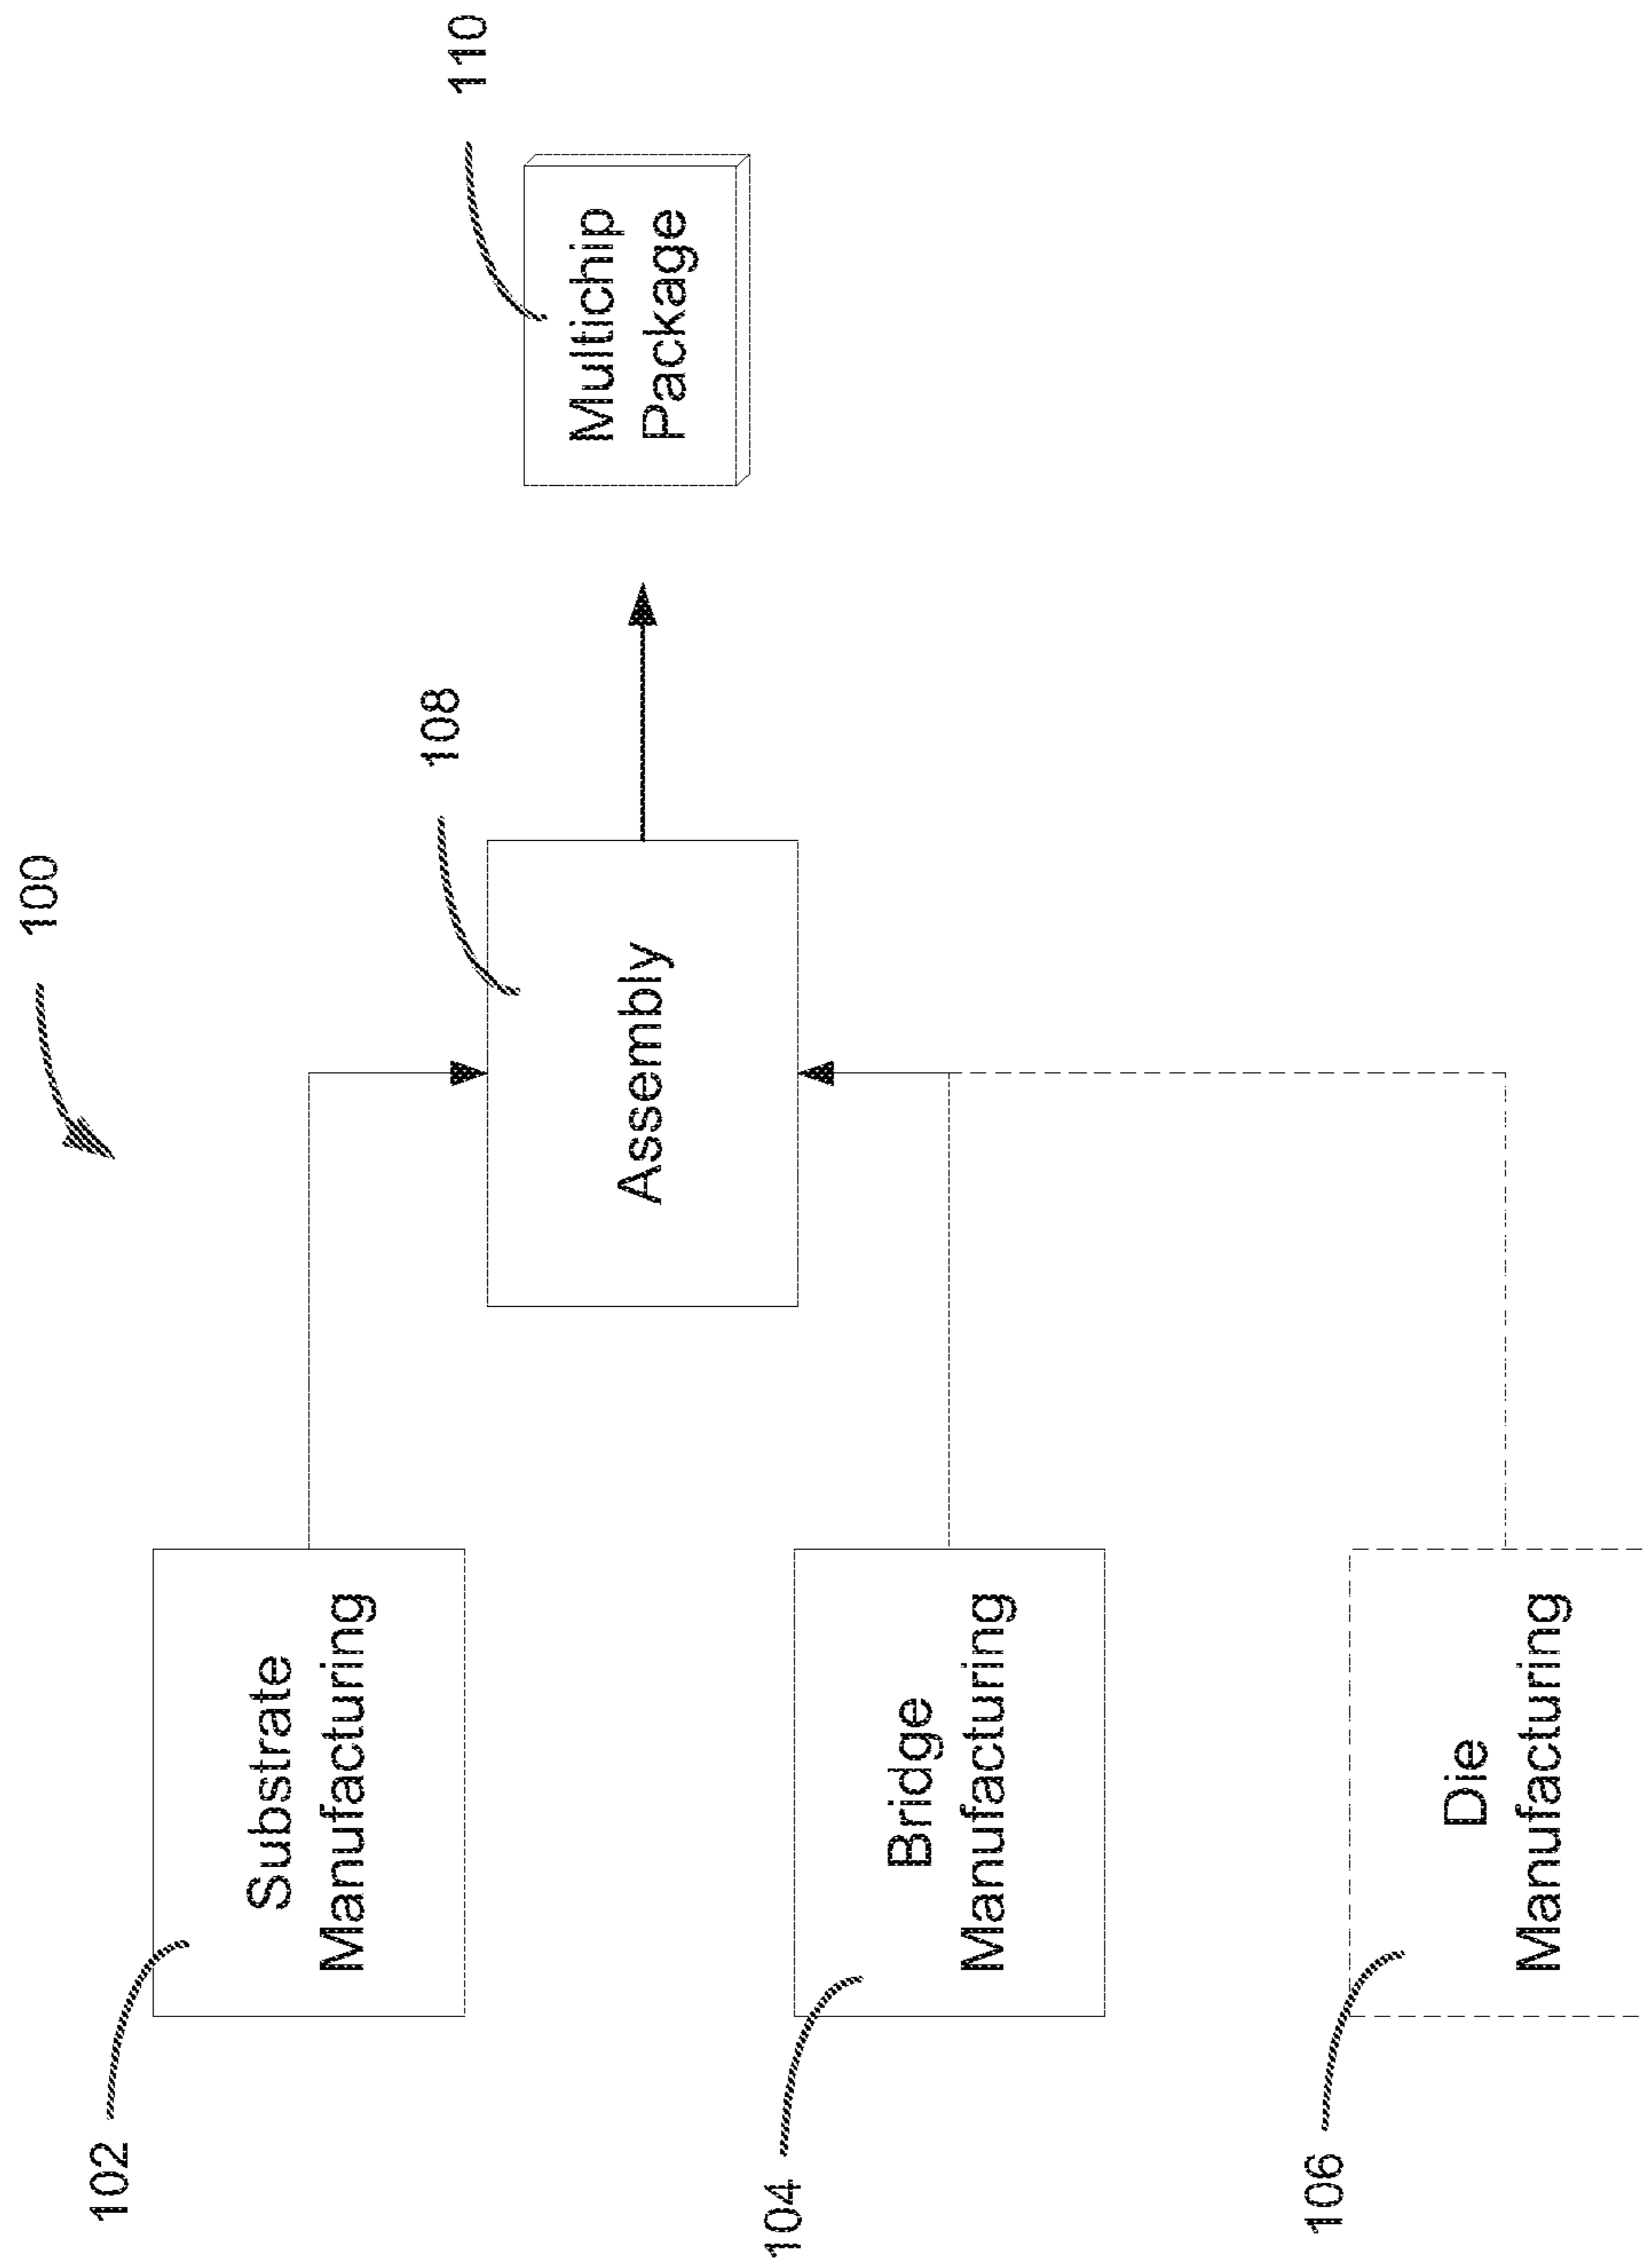 100
102
Substrate
Manufacturing
104
Bridge
Manufacturing
106
Die
Manufacturing
108
Assembly
110
Multichip
Package